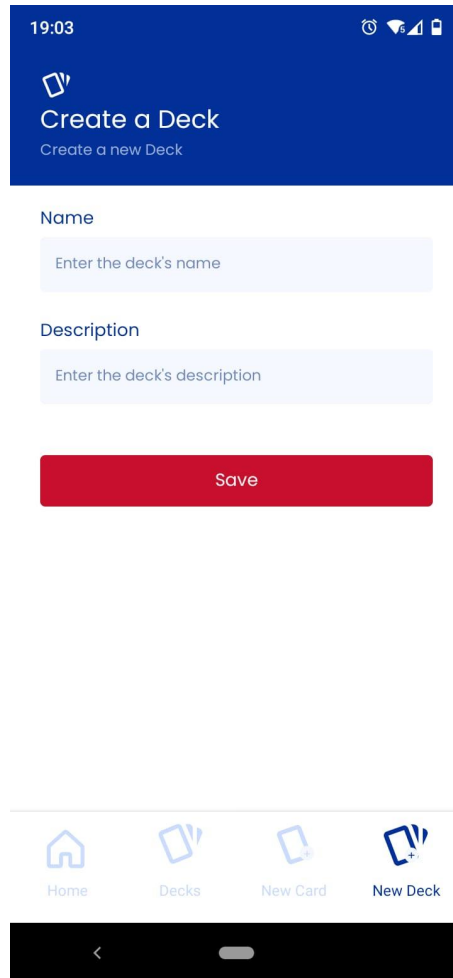 19:03
Create a Deck
Create a new Deck
Name
Enter the deck's name
Description
Enter the deck's description
Save
Home Decks New Card New Deck